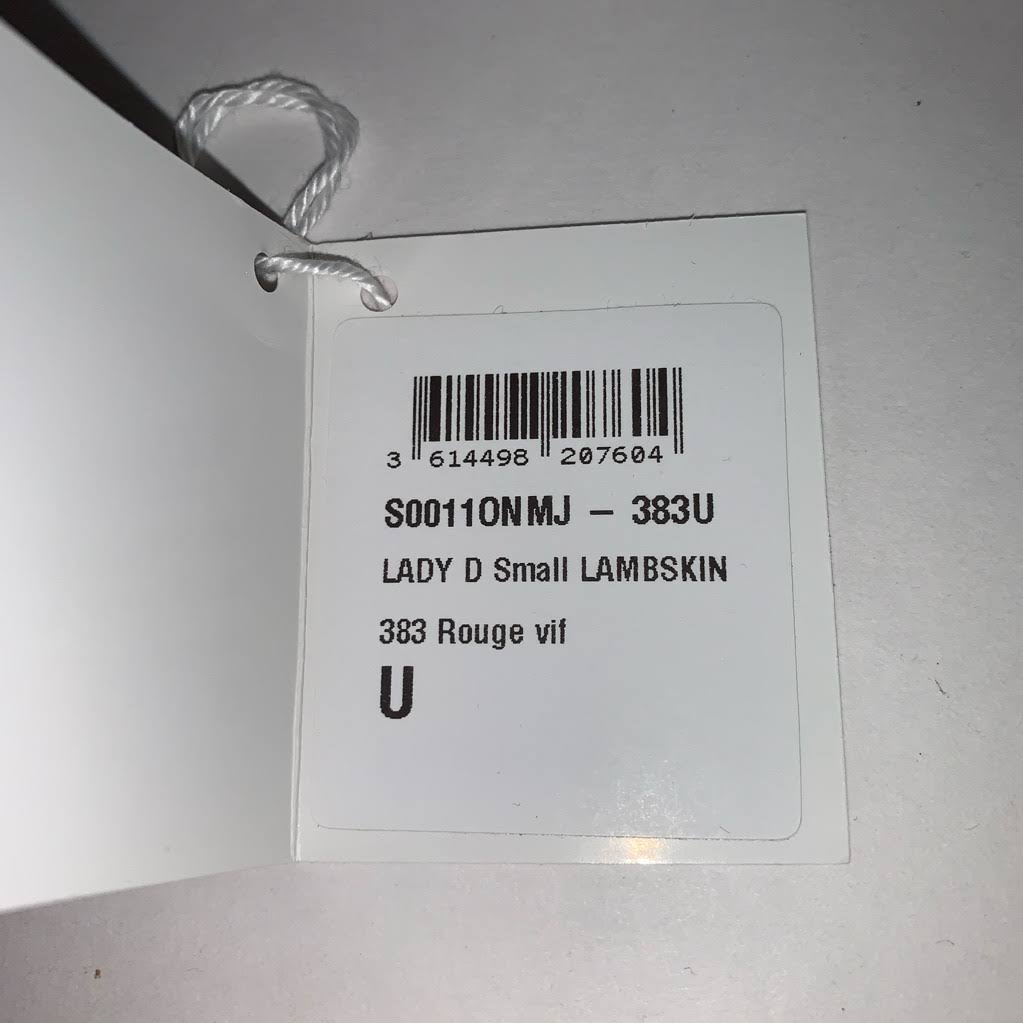 3 614498 207604
S0011ONMJ – 383U
LADY D Small LAMBSKIN
383 Rouge vif
U